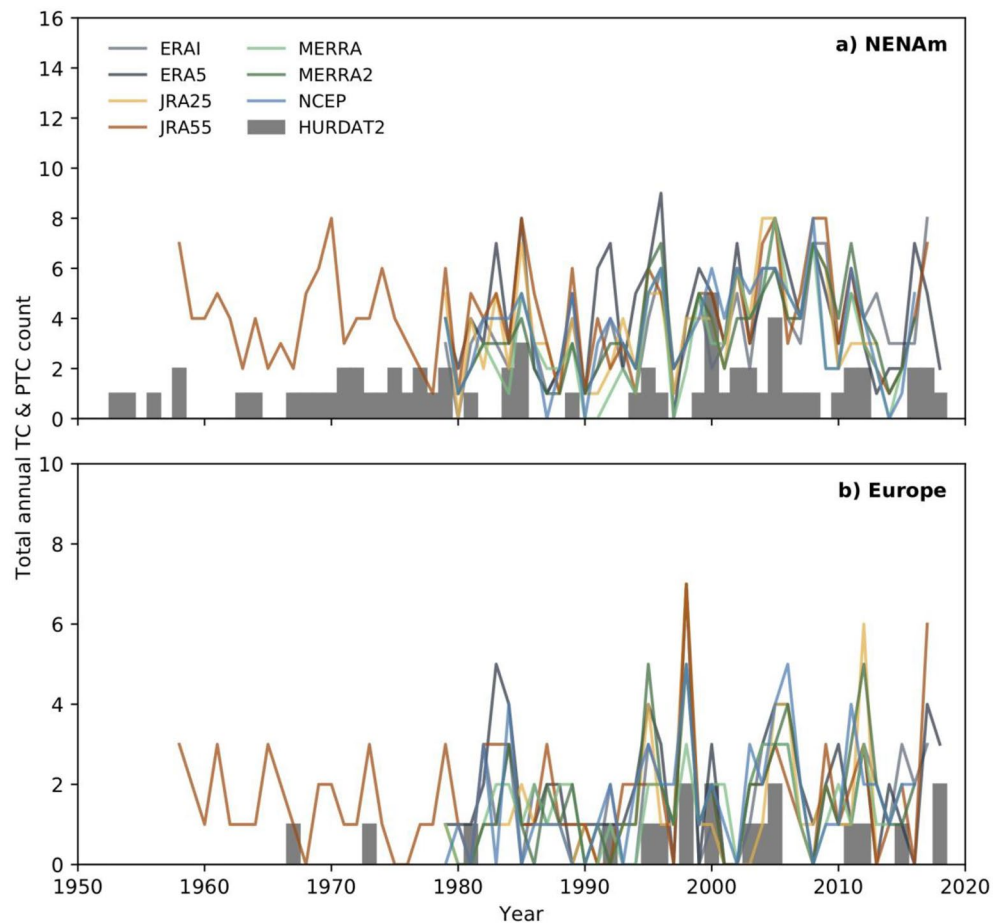 16
14
12
10
8
6
4
2
0
a) NENAm
ERAI
ERA5
JRA25
JRA55
MERRA
MERRA2
NCEP
HURDAT2
Total annual TC & PTC count
10
8
6
4
2
0
b) Europe
1950 1960 1970 1980 1990 2000 2010 2020
Year